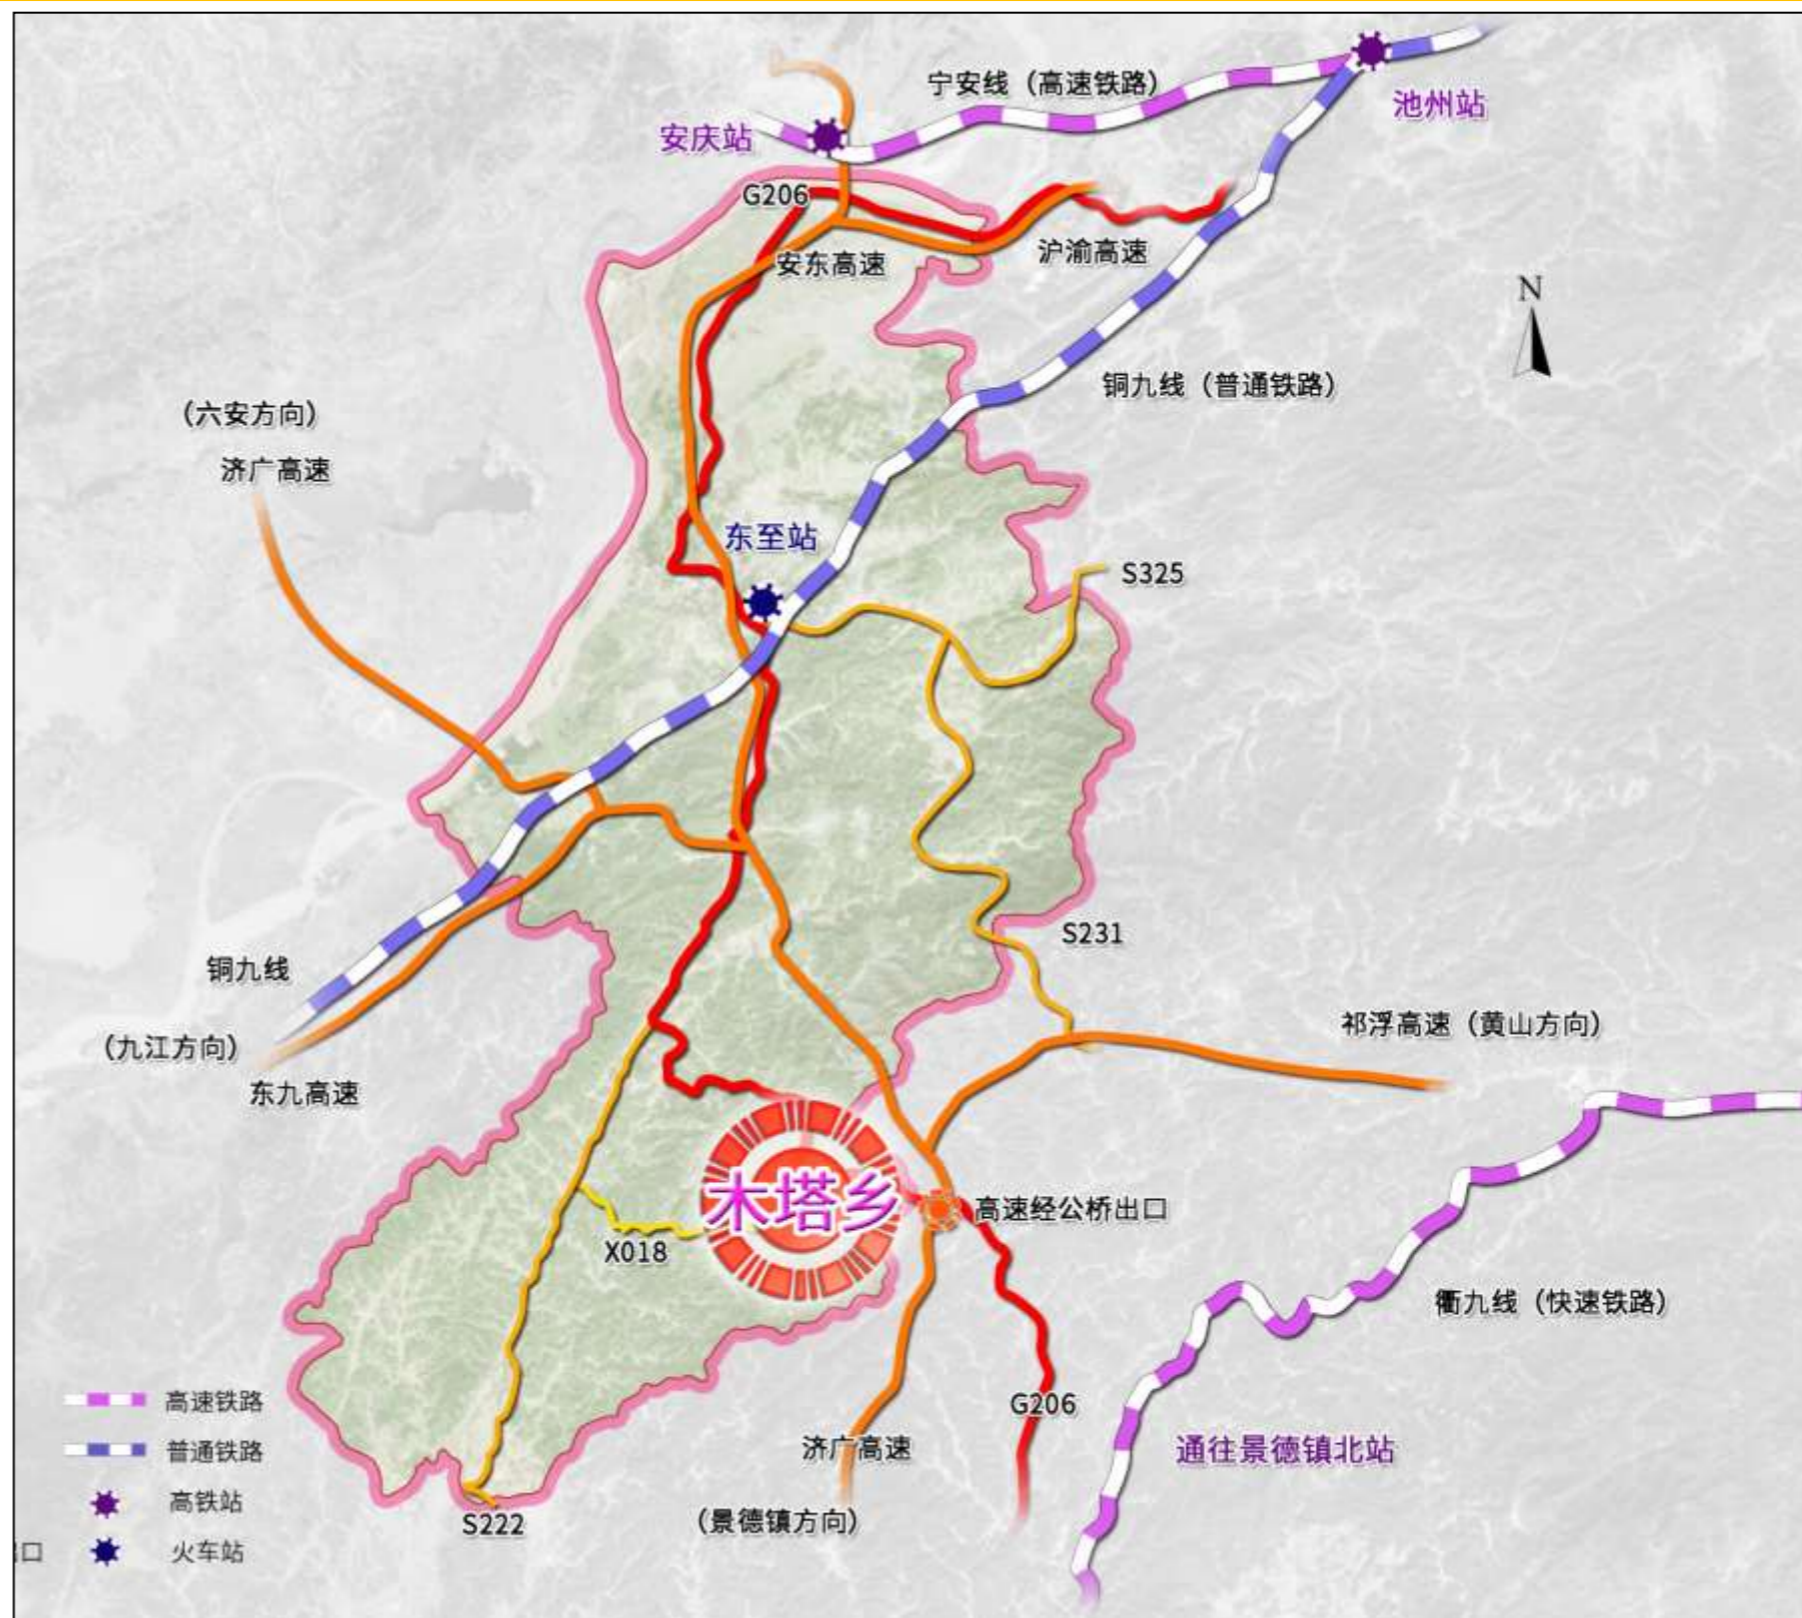 宁安线（高速铁路）
池州站
安庆站
G206
沪渝高速
安东高速
N
铜九线（普通铁路）
（六安方向）
济广高速
东至站
S325
S231
铜九线
祁浮高速（黄山方向）
（九江方向）
东九高速
木塔乡
高速经公桥出口
X018
衢九线（快速铁路）
高速铁路
G206
普通铁路
济广高速
通往景德镇北站
高铁站
S222
（景德镇方向）
口
火车站